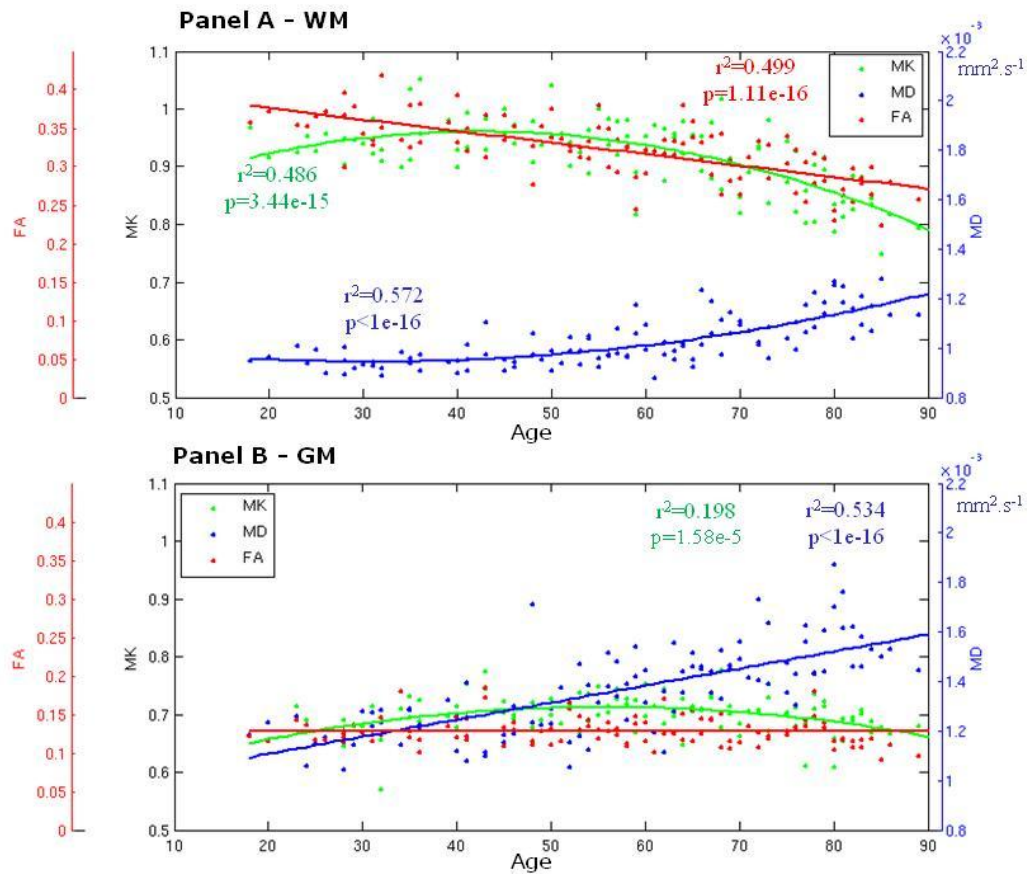 Panel A – WM
× 10⁻³
1.1
1
0.9
0.8
0.7
0.6
0.5
MK
0.4
0.35
0.3
0.25
0.2
0.15
0.1
0.05
0
FA
2.2
2
1.8
1.6
1.4
1.2
1
0.8
MD
mm².s⁻¹
r²=0.499
p=1.11e-16
MK
MD
FA
r²=0.486
p=3.44e-15
r²=0.572
p<1e-16
10 20 30 40 50 60 70 80 90
Age
Panel B – GM
× 10⁻³
1.1
1
0.9
0.8
0.7
0.6
0.5
MK
0.4
0.35
0.3
0.25
0.2
0.15
0.1
0.05
0
FA
2.2
2
1.8
1.6
1.4
1.2
1
0.8
MD
mm².s⁻¹
MK
MD
FA
r²=0.198
p=1.58e-5
r²=0.534
p<1e-16
10 20 30 40 50 60 70 80 90
Age